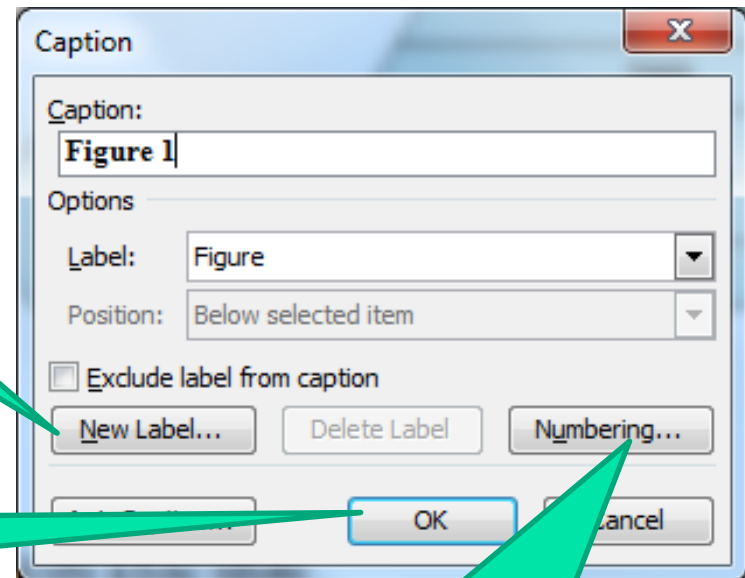 Caption
Caption:
Figure 1
Options
Label: Figure
Position: Below selected item
Exclude label from caption
New Label... Delete Label Numbering...
OK Cancel